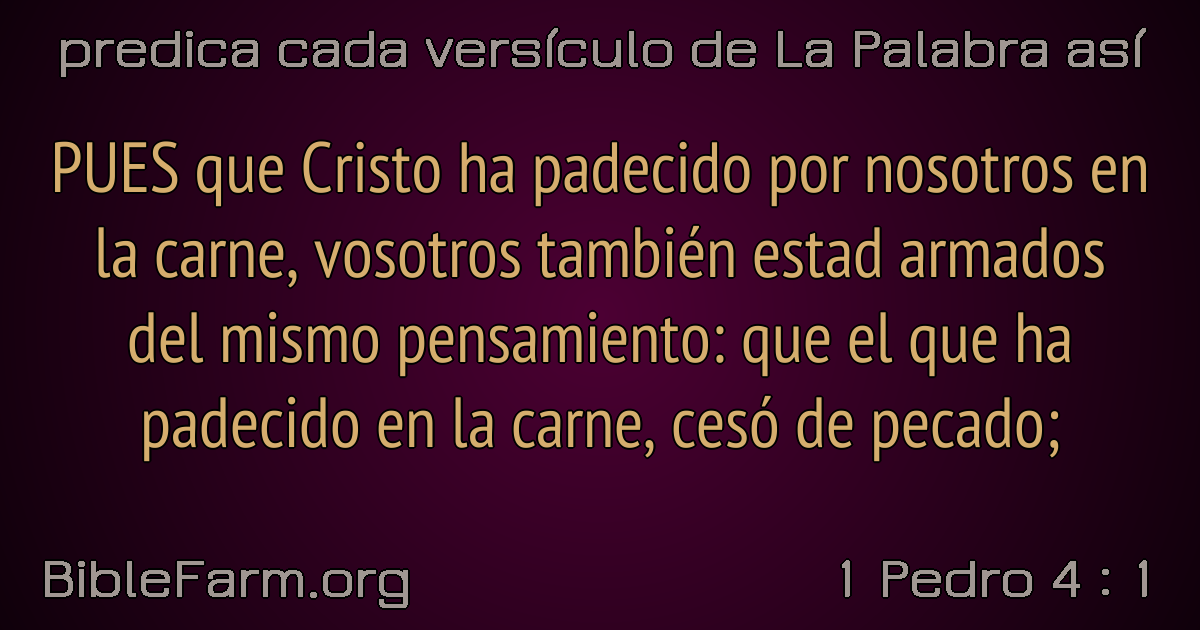 predica cada versículo de La Palabra así
PUES que Cristo ha padecido por nosotros en
la carne, vosotros también estad armados
del mismo pensamiento: que el que ha
padecido en la carne, cesó de pecado;
BibleFarm.org
1 Pedro 4 : 1